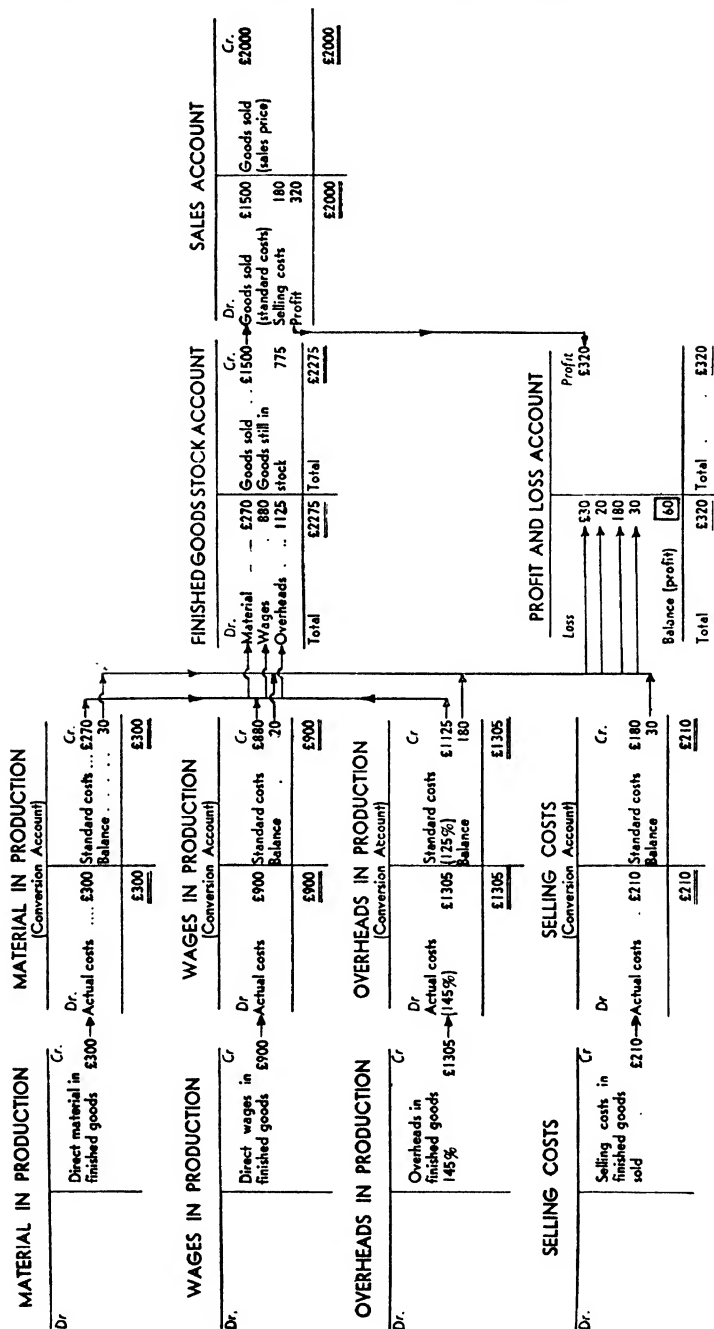 MATERIAL IN PRODUCTION
Dr
Cr.
Direct material in
finished goods £300
MATERIAL IN PRODUCTION
(Conversion Account)
Dr. Cr.
Actual costs .... £300 Standard costs ... £270
Balance . . . . . . 30
£300 £300
WAGES IN PRODUCTION
Dr.
Cr
Direct wages in
finished goods £900
WAGES IN PRODUCTION
(Conversion Account)
Dr. Cr
Actual costs £900 Standard costs £880
Balance . 20
£900 £900
OVERHEADS IN PRODUCTION
Dr.
Cr
Overheads in
finished goods
145% £1305
OVERHEADS IN PRODUCTION
(Conversion Account)
Dr Cr
Actual costs £1305 Standard costs £1125
(145%) (125%)
Balance 180
£1305 £1305
SELLING COSTS
Dr.
Cr
Selling costs in
finished goods
sold £210
SELLING COSTS
(Conversion Account)
Dr Cr.
Actual costs . £210 Standard costs £180
Balance 30
£210 £210
FINISHED GOODS STOCK ACCOUNT
Dr. Cr.
Material - - £270 Goods sold . . £1500
Wages . 880 Goods still in
Overheads . .. 1125 stock 775
Total £2275 Total £2275
SALES ACCOUNT
Dr. Cr.
Goods sold £1500 Goods sold £2000
(standard costs) (sales price)
Selling costs 180
Profit 320
£2000 £2000
PROFIT AND LOSS ACCOUNT
Loss Profit
£30 £320
20
180
30
Balance (profit) 60
Total £320 Total . . £320